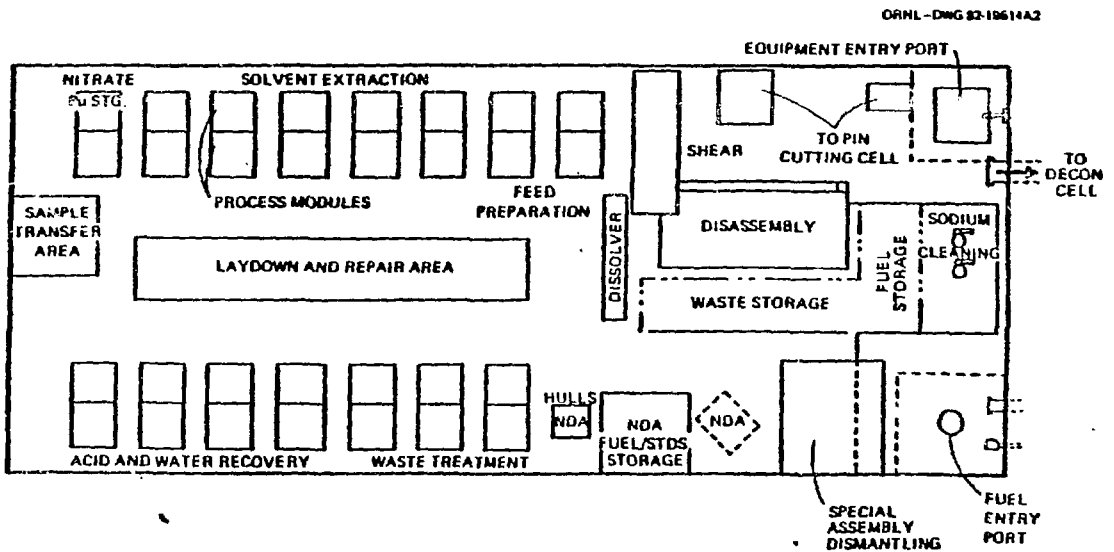 ORNL-DWG 82-19614A2
EQUIPMENT ENTRY PORT
NITRATE
Pu STG.
SOLVENT EXTRACTION
SHEAR
TO PIN
CUTTING CELL
TO
DECON
CELL
PROCESS MODULES
FEED
PREPARATION
SAMPLE
TRANSFER
AREA
LAYDOWN AND REPAIR AREA
DISSOLVER
DISASSEMBLY
WASTE STORAGE
FUEL
STORAGE
SODIUM
CLEANING
HULLS
NDA
NDA
FUEL/STDS
STORAGE
NDA
ACID AND WATER RECOVERY
WASTE TREATMENT
SPECIAL
ASSEMBLY
DISMANTLING
FUEL
ENTRY
PORT